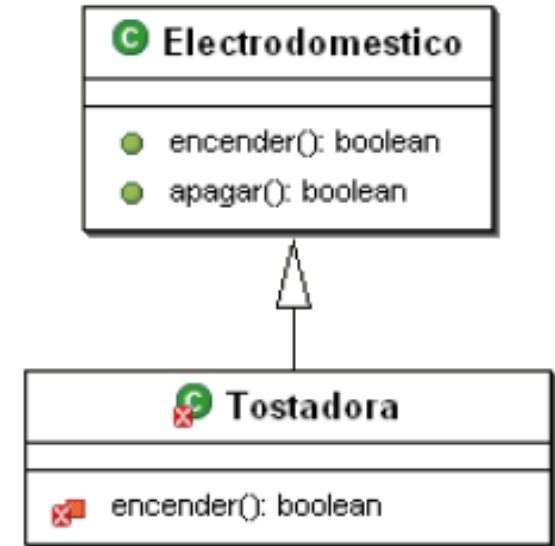 C Electrodomestico
encender(): boolean
apagar(): boolean
C Tostadora
encender(): boolean